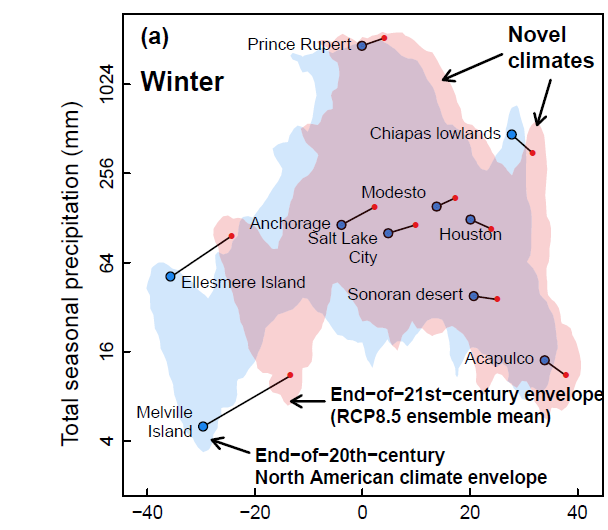 (a)
Winter
Prince Rupert
Novel
climates
Chiapas lowlands
Modesto
Anchorage
Salt Lake
City
Houston
Ellesmere Island
Sonoran desert
Acapulco
End−of−21st−century envelope
(RCP8.5 ensemble mean)
Melville
Island
End−of−20th−century
North American climate envelope
Total seasonal precipitation (mm)
1024
256
64
16
4
−40
−20
0
20
40